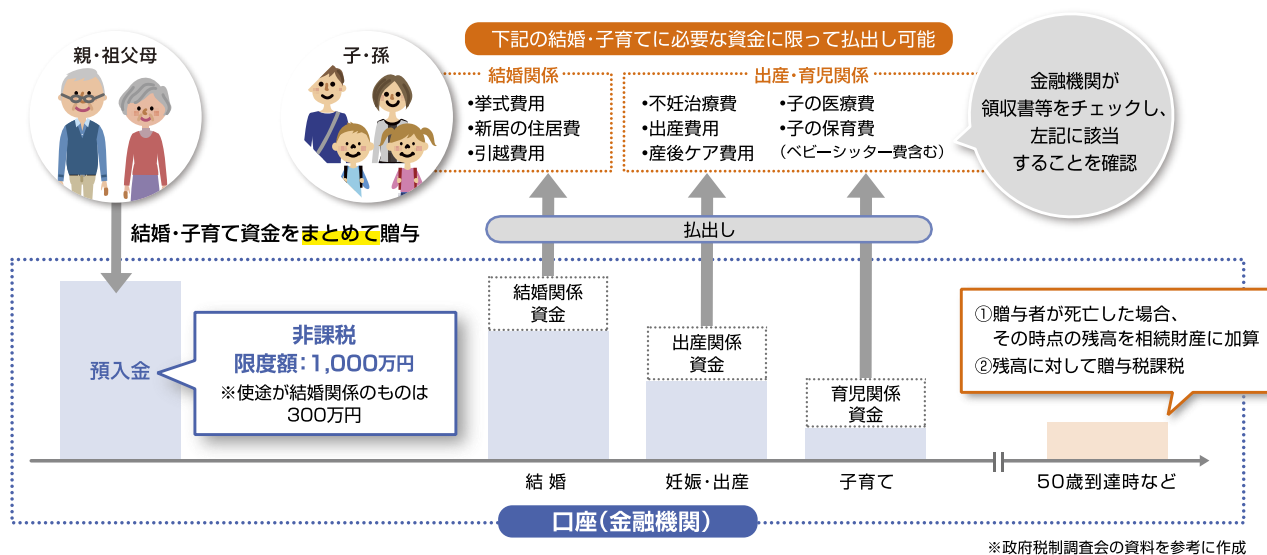 親・祖父母
子・孫
下記の結婚・子育てに必要な資金に限って払出し可能
結婚関係
・挙式費用
・新居の住居費
・引越費用
出産・育児関係
・不妊治療費
・出産費用
・産後ケア費用
・子の医療費
・子の保育費
（ベビーシッター費含む）
金融機関が
領収書等をチェックし、
左記に該当
することを確認
結婚・子育て資金をまとめて贈与
払出し
預入金
非課税
限度額：1,000万円
※使途が結婚関係のものは
300万円
結婚関係
資金
出産関係
資金
育児関係
資金
①贈与者が死亡した場合、
その時点の残高を相続財産に加算
②残高に対して贈与税課税
結婚
妊娠・出産
子育て
50歳到達時など
口座（金融機関）
※政府税制調査会の資料を参考に作成